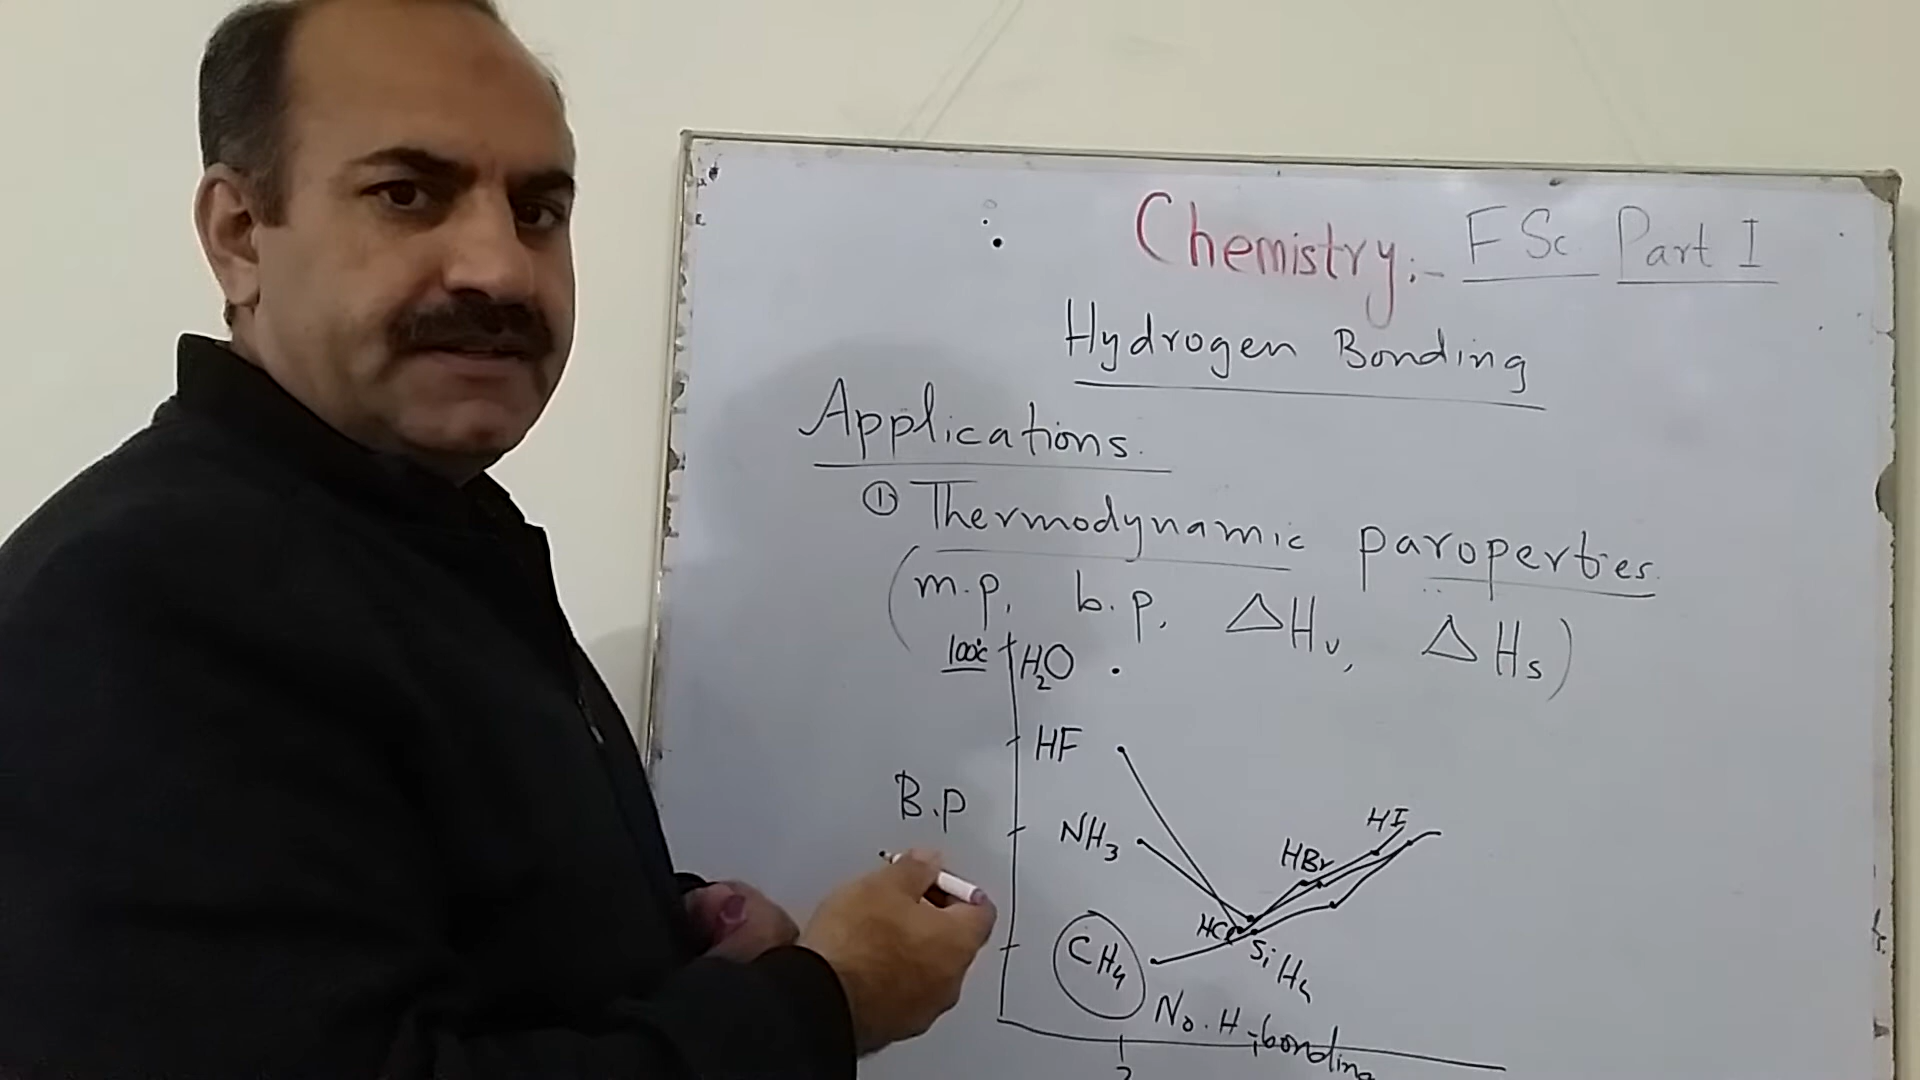 Chemistry:- FSc Part I
Hydrogen Bonding
Applications.
① Thermodynamic paroperties.
(m.p, b.p, ΔHv, ΔHs)
100°c H2O
HF
B.p
NH3
HI
HBr
HCl
SiH4
CH4
No. H-bonding
2